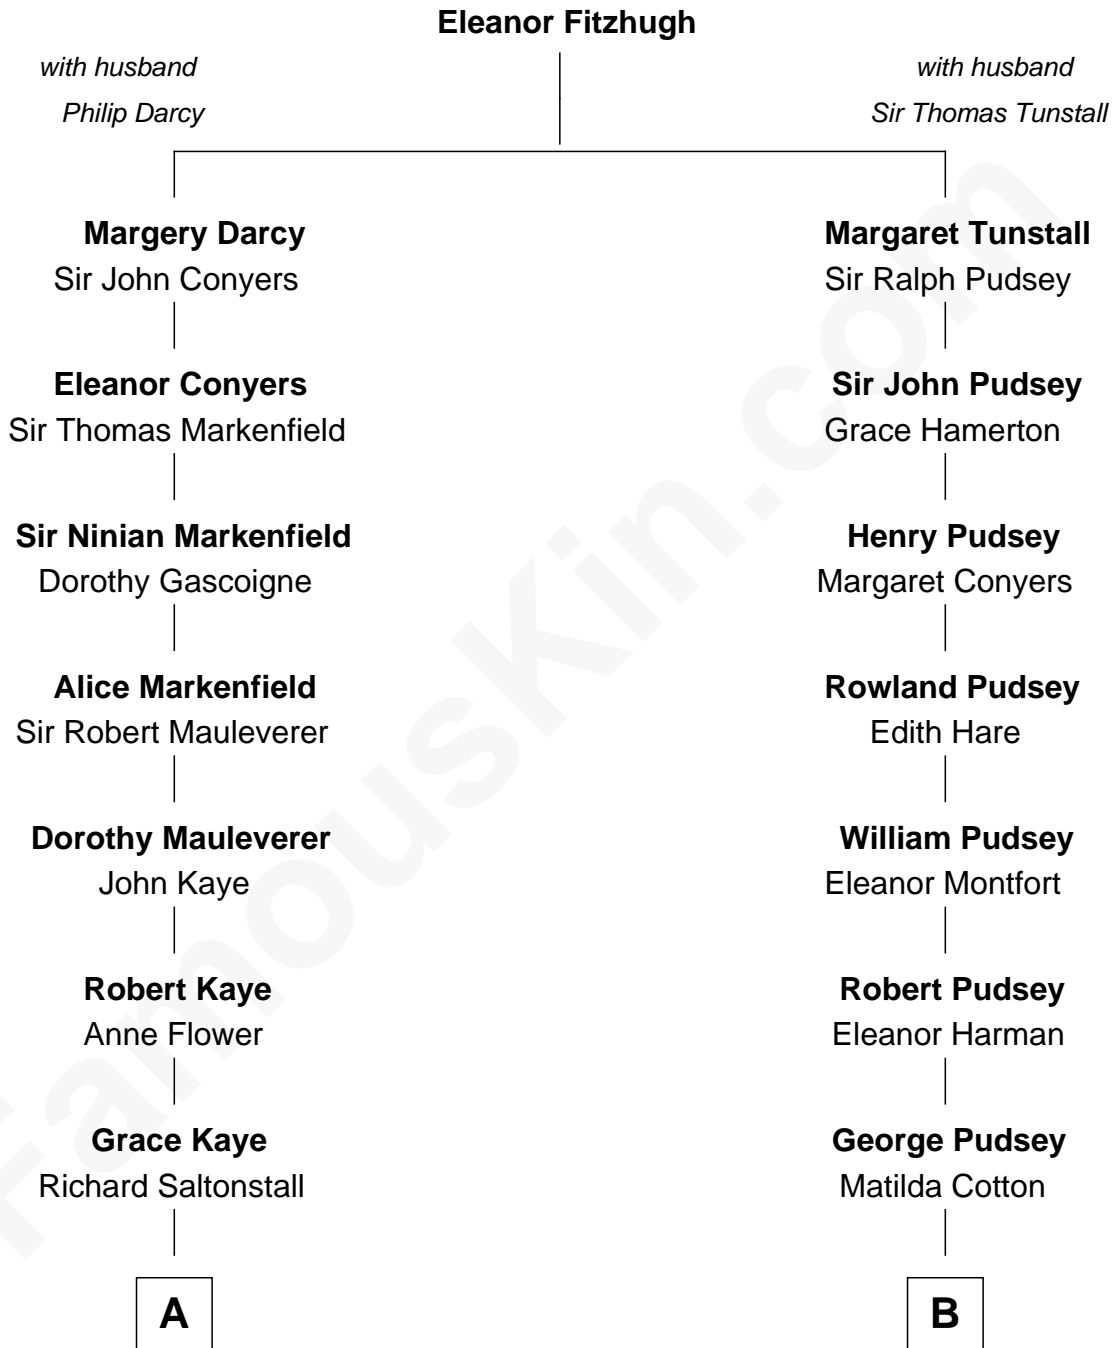 Eleanor Fitzhugh
with husband
Philip Darcy
with husband
Sir Thomas Tunstall
Margery Darcy
Sir John Conyers
Margaret Tunstall
Sir Ralph Pudsey
Eleanor Conyers
Sir Thomas Markenfield
Sir John Pudsey
Grace Hamerton
Sir Ninian Markenfield
Dorothy Gascoigne
Henry Pudsey
Margaret Conyers
Alice Markenfield
Sir Robert Mauleverer
Rowland Pudsey
Edith Hare
Dorothy Mauleverer
John Kaye
William Pudsey
Eleanor Montfort
Robert Kaye
Anne Flower
Robert Pudsey
Eleanor Harman
Grace Kaye
Richard Saltonstall
George Pudsey
Matilda Cotton
A
B
FamousKin.com